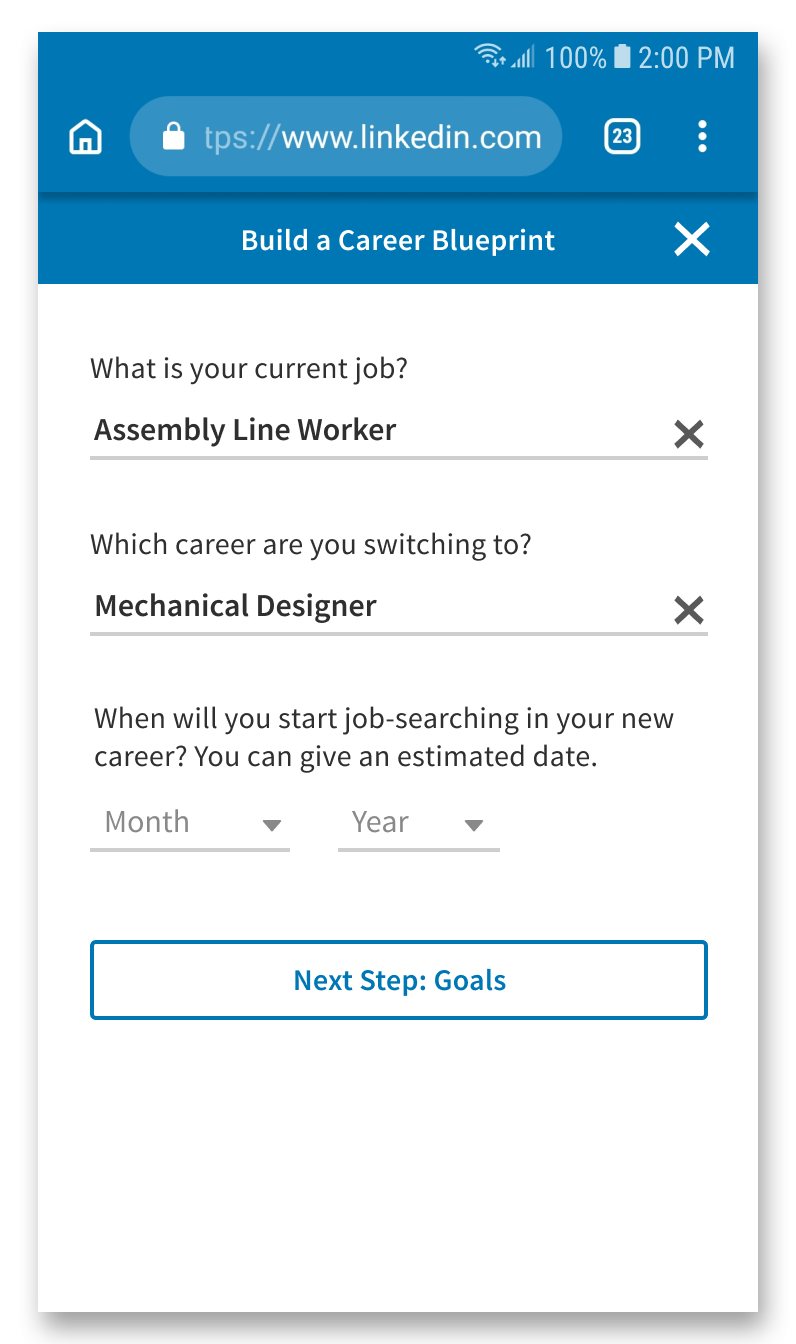 100% 2:00 PM
tps://www.linkedin.com
23
Build a Career Blueprint
What is your current job?
Assembly Line Worker
Which career are you switching to?
Mechanical Designer
When will you start job-searching in your new
career? You can give an estimated date.
Month Year
Next Step: Goals